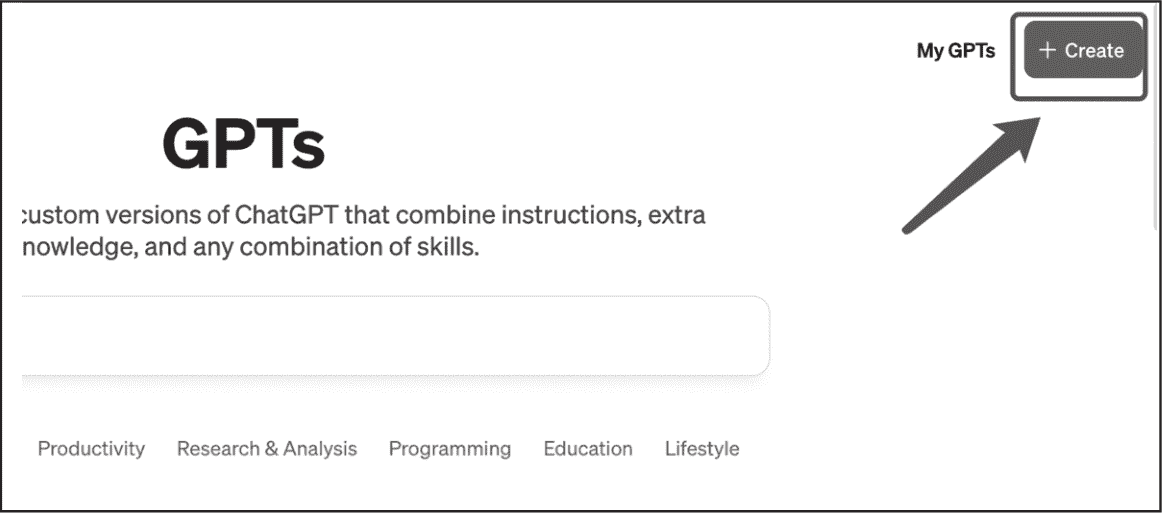 My GPTs
+ Create
GPTs
custom versions of ChatGPT that combine instructions, extra
nowledge, and any combination of skills.
Productivity Research & Analysis Programming Education Lifestyle